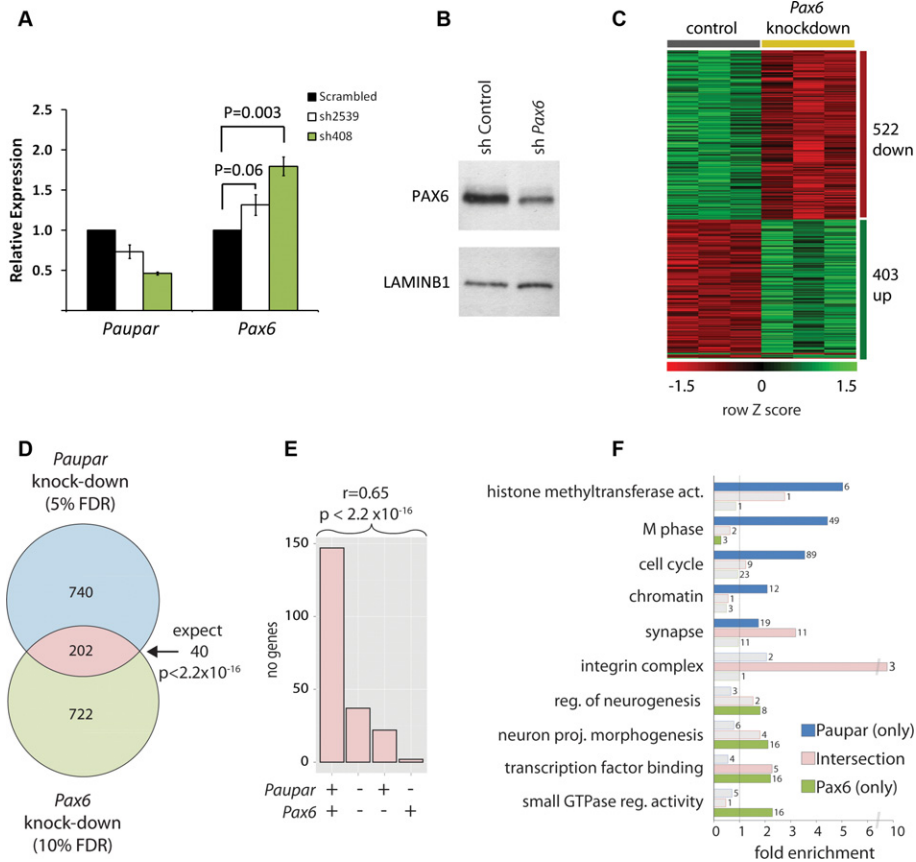 A
Relative Expression
2.5
2.0
1.5
1.0
0.5
P=0.003
P=0.06
Scrambled
sh2539
sh408
Paupar
Pax6
B
sh Control
sh Pax6
PAX6
LAMINB1
C
control
Pax6
knockdown
522
down
403
up
-1.5
0
1.5
row Z score
D
Paupar
knock-down
(5% FDR)
740
202
722
expect
40
p<2.2x10-16
Pax6
knock-down
(10% FDR)
E
r=0.65
p < 2.2 x10-16
no genes
150
100
50
0
Paupar + - + -
Pax6 + - - +
F
histone methyltransferase act.
6
1
1
M phase
49
2
3
cell cycle
89
9
23
chromatin
12
1
3
synapse
19
11
11
integrin complex
2
3
1
reg. of neurogenesis
3
2
8
neuron proj. morphogenesis
6
4
16
transcription factor binding
4
5
16
small GTPase reg. activity
5
1
16
Paupar (only)
Intersection
Pax6 (only)
0 1 2 3 4 5 6 10
fold enrichment